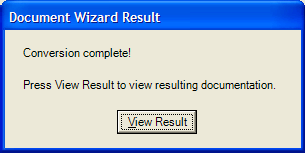 Document Wizard Result
Conversion complete!
Press View Result to view resulting documentation.
View Result